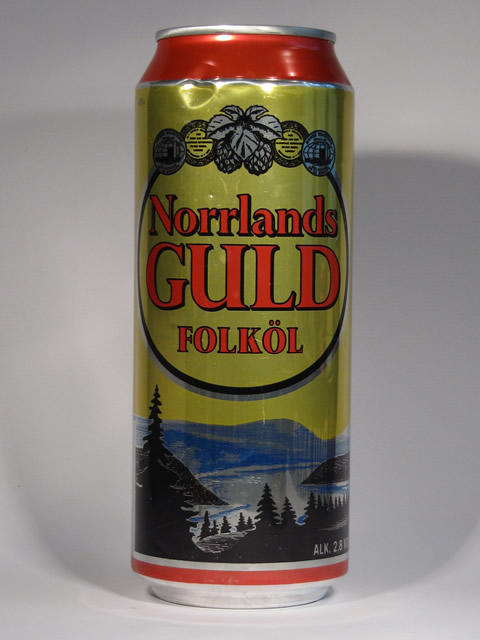 Norrlands
GULD
FOLKÖL
ALK. 2,8